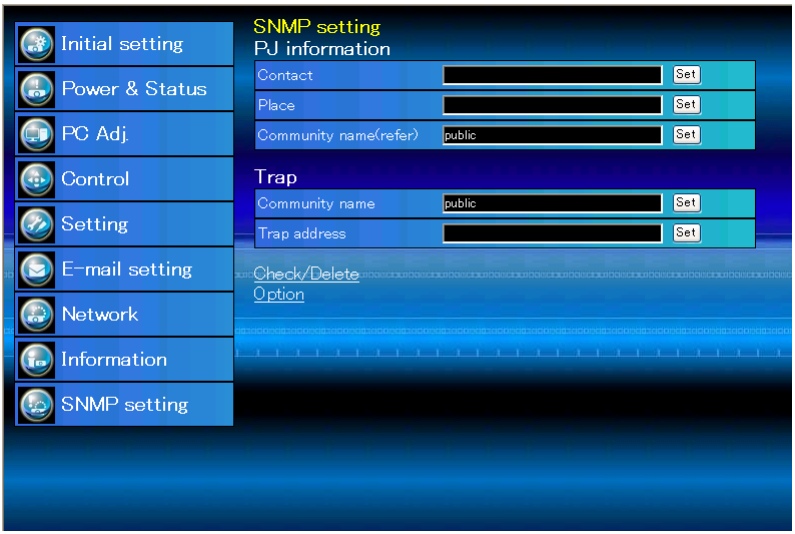 Initial setting
Power & Status
PC Adj.
Control
Setting
E-mail setting
Network
Information
SNMP setting
SNMP setting
PJ information
Contact Set
Place Set
Community name(refer) public Set
Trap
Community name public Set
Trap address Set
Check/Delete
Option